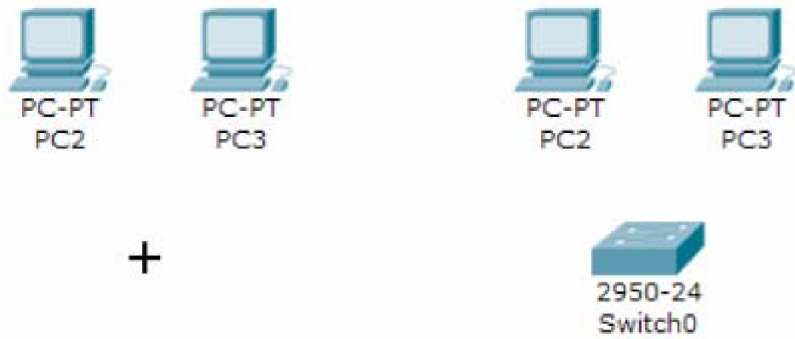 PC-PT PC-PT PC-PT PC-PT
PC2 PC3 PC2 PC3
+
2950-24
Switch0